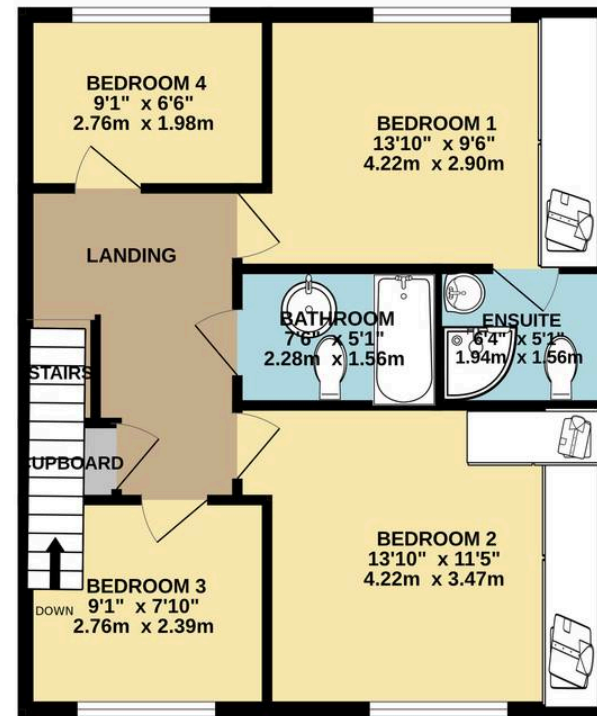 BEDROOM 4
9'1" x 6'6"
2.76m x 1.98m
BEDROOM 1
13'10" x 9'6"
4.22m x 2.90m
LANDING
BATHROOM
7'6" x 5'1"
2.28m x 1.56m
ENSUITE
6'4" x 5'1"
1.94m x 1.56m
STAIRS
CUPBOARD
BEDROOM 2
13'10" x 11'5"
4.22m x 3.47m
BEDROOM 3
9'1" x 7'10"
2.76m x 2.39m
DOWN